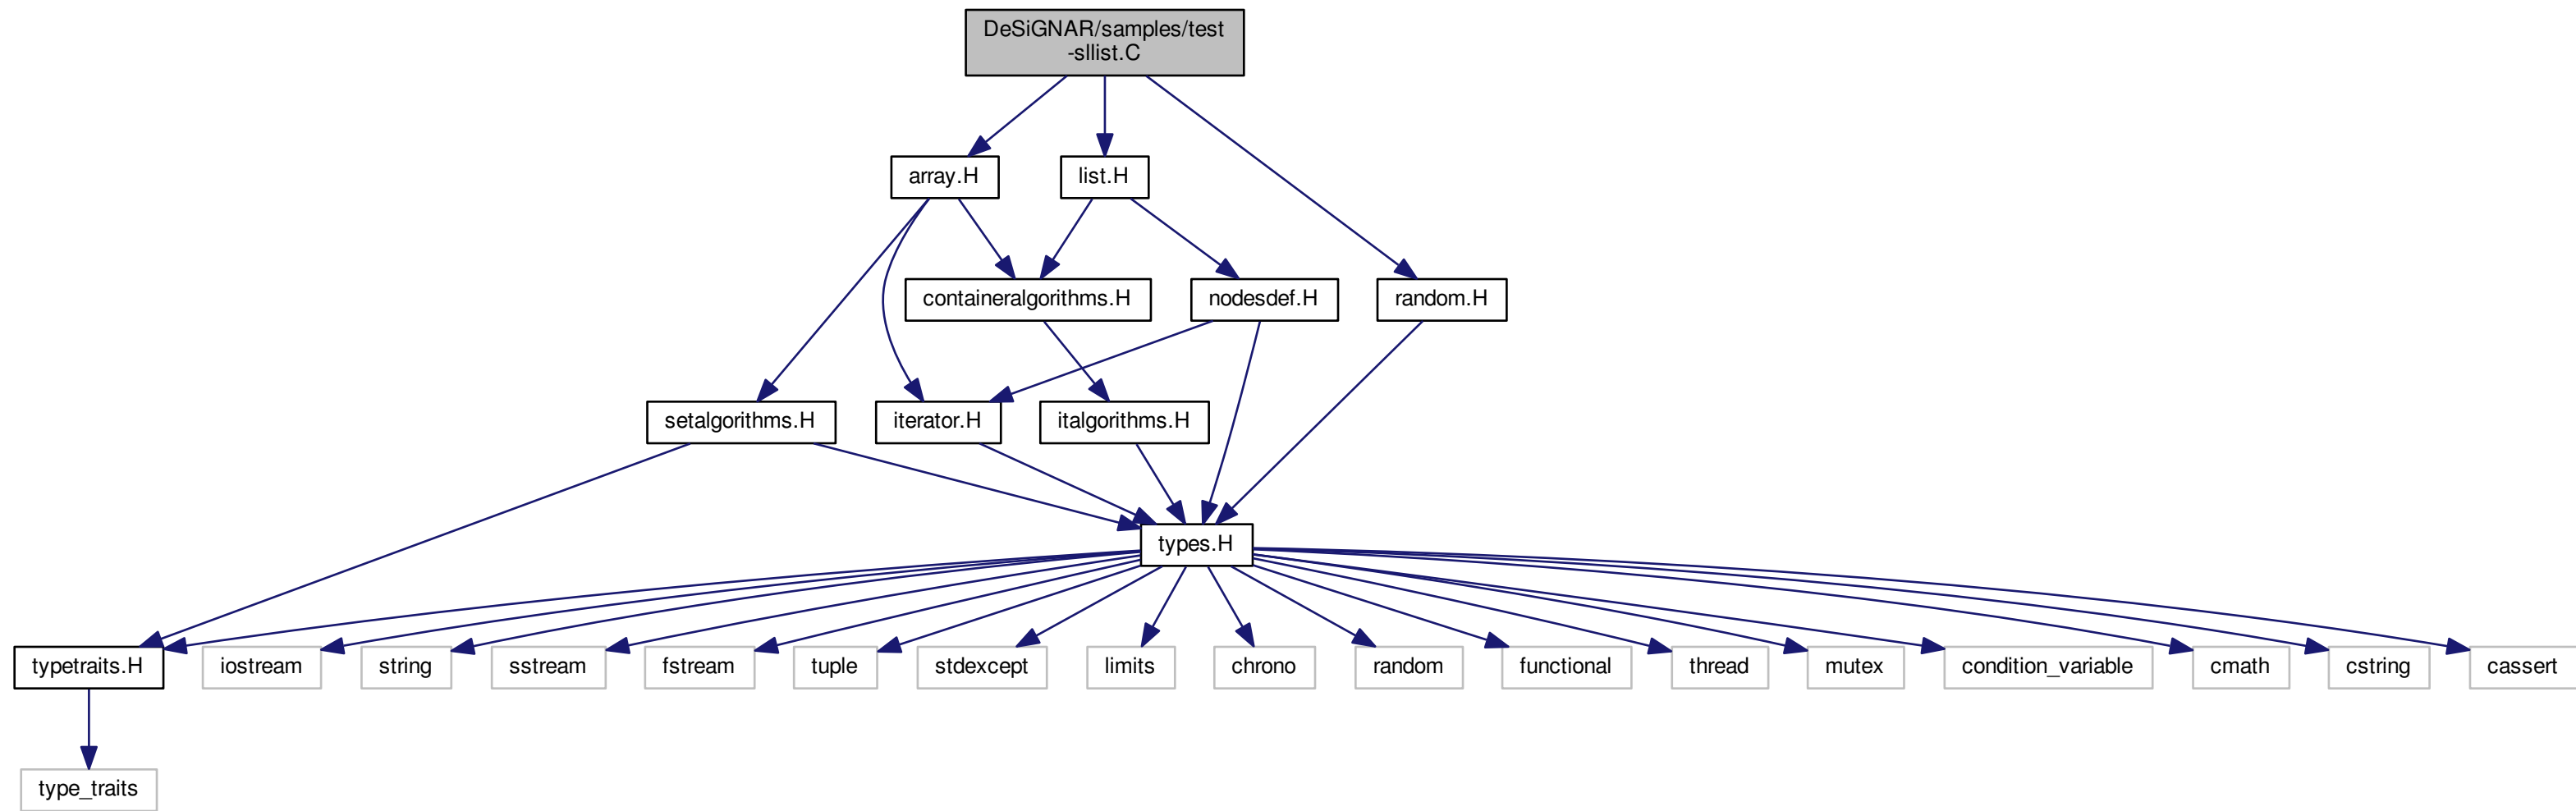 DeSiGNAR/samples/test
-sllist.C
array.H
list.H
containeralgorithms.H
nodesdef.H
random.H
setalgorithms.H
iterator.H
italgorithms.H
types.H
typetraits.H
iostream
string
sstream
fstream
tuple
stdexcept
limits
chrono
random
functional
thread
mutex
condition_variable
cmath
cstring
cassert
type_traits